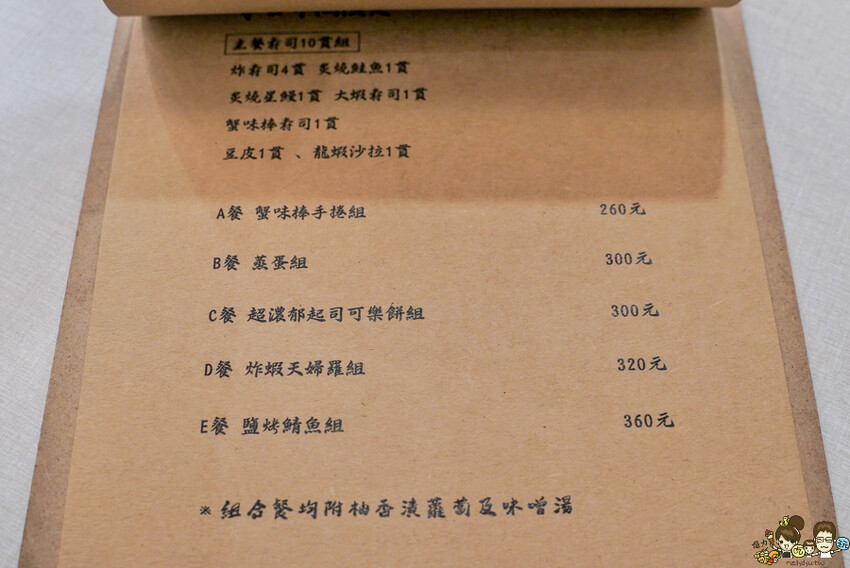 主餐壽司10貫組
炸壽司4貫 炙燒鮭魚1貫
炙燒星鰻1貫 大蝦壽司1貫
蟹味棒壽司1貫
豆皮1貫 、龍蝦沙拉1貫
A餐 蟹味棒手捲組 260元
B餐 蒸蛋組 300元
C餐 超濃郁起司可樂餅組 300元
D餐 炸蝦天婦羅組 320元
E餐 鹽烤鯖魚組 360元
※組合餐均附柚香漬蘿蔔及味噌湯